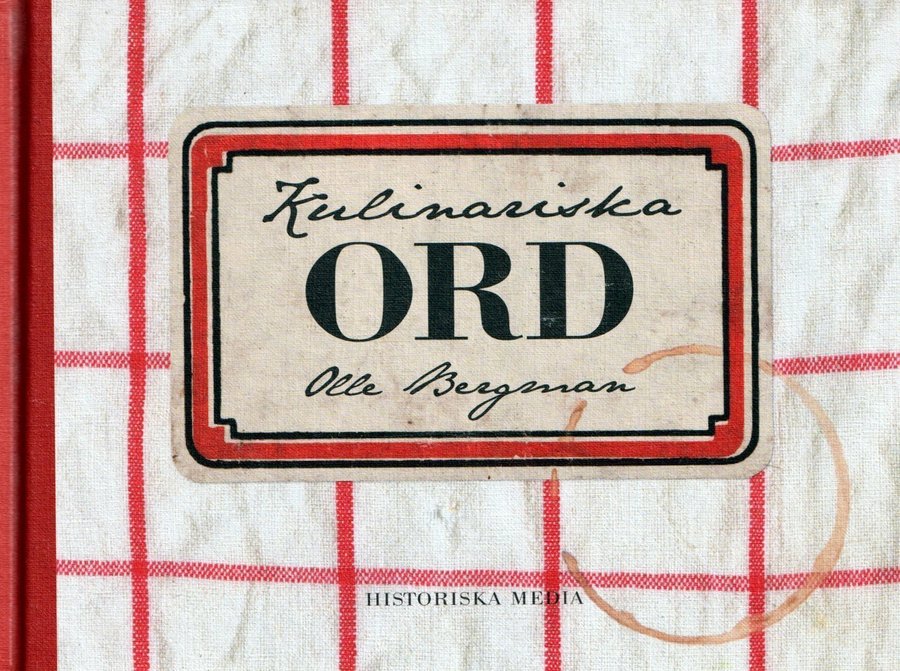 Kulinariska
ORD
Olle Bergman
HISTORISKA MEDIA